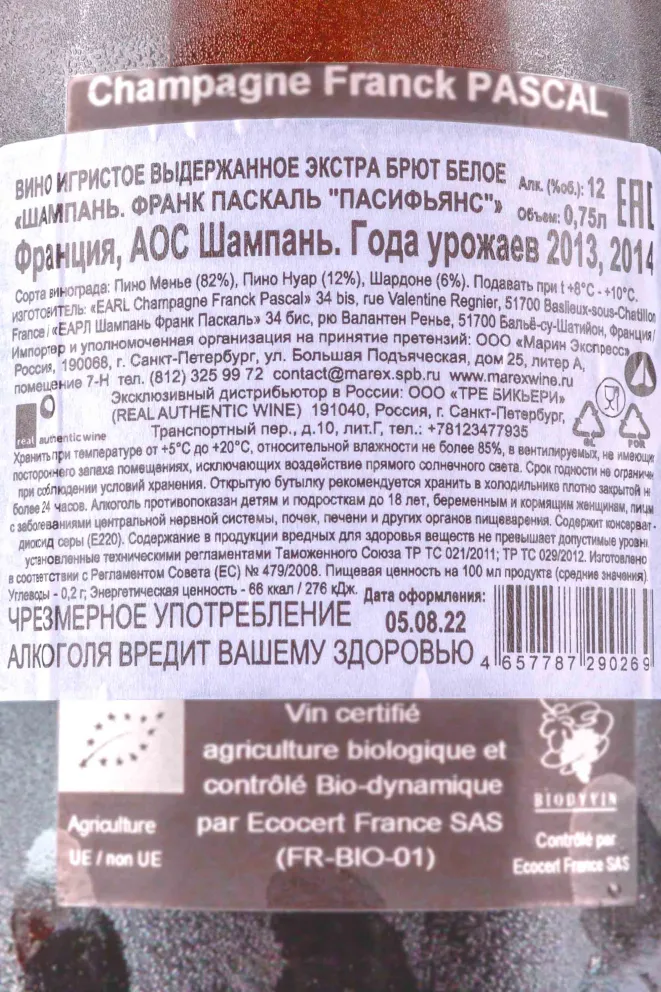 Champagne Franck PASCAL
ВИНО ИГРИСТОЕ ВЫДЕРЖАННОЕ ЭКСТРА БРЮТ БЕЛОЕ
Алк. (%об.): 12
«ШАМПАНЬ. ФРАНК ПАСКАЛЬ "ПАСИФЬЯНС"»
Объем: 0,75л
EAC
Франция, АОС Шампань. Года урожаев 2013, 2014
Сорта винограда: Пино Менье (82%), Пино Нуар (12%), Шардоне (6%). Подавать при t +8°C - +10°C.
изготовитель: «EARL Champagne Franck Pascal» 34 bis, rue Valentine Regnier, 51700 Baslieux-sous-Chatillon
France / «ЕАРЛ Шампань Франк Паскаль» 34 бис, рю Валантен Ренье, 51700 Бальё-су-Шатийон, Франция/
Импортер и уполномоченная организация на принятие претензий: ООО «Марин Экспресс»
Россия, 190068, г. Санкт-Петербург, ул. Большая Подъяческая, дом 25, литер А,
помещение 7-Н тел. (812) 325 99 72 contact@marex.spb.ru www.marexwine.ru
Эксклюзивный дистрибьютор в России: ООО «ТРЕ БИКЬЕРИ»
(REAL AUTHENTIC WINE) 191040, Россия, г. Санкт-Петербург,
Транспортный пер., д.10, лит.Г, тел.: +78123477935
real authentic wine
Хранить при температуре от +5°C до +20°C, относительной влажности не более 85%, в вентилируемых, не имеющих
постороннего запаха помещениях, исключающих воздействие прямого солнечного света. Срок годности не ограничен
при соблюдении условий хранения. Открытую бутылку рекомендуется хранить в холодильнике плотно закрытой н
более 24 часов. Алкоголь противопоказан детям и подросткам до 18 лет, беременным и кормящим женщинам, лицам
с заболеваниями центральной нервной системы, почек, печени и других органов пищеварения. Содержит консервант -
диоксид серы (Е220). Содержание в продукции вредных для здоровья веществ не превышает допустимые уровни
установленные техническими регламентами Таможенного Союза ТР ТС 021/2011; ТР ТС 029/2012. Изготовлено
в соответствии с Регламентом Совета (ЕС) № 479/2008. Пищевая ценность на 100 мл продукта (средние значения)
Углеводы - 0,2 г; Энергетическая ценность - 66 ккал / 276 кДж.
Дата оформления:
05.08.22
ЧРЕЗМЕРНОЕ УПОТРЕБЛЕНИЕ
АЛКОГОЛЯ ВРЕДИТ ВАШЕМУ ЗДОРОВЬЮ
4 657787 290269
Vin certifié
agriculture biologique et
contrôlé Bio-dynamique
par Ecocert France SAS
(FR-BIO-01)
Agriculture
UE / non UE
BIODYVIN
Contrôlé par
Ecocert France SAS